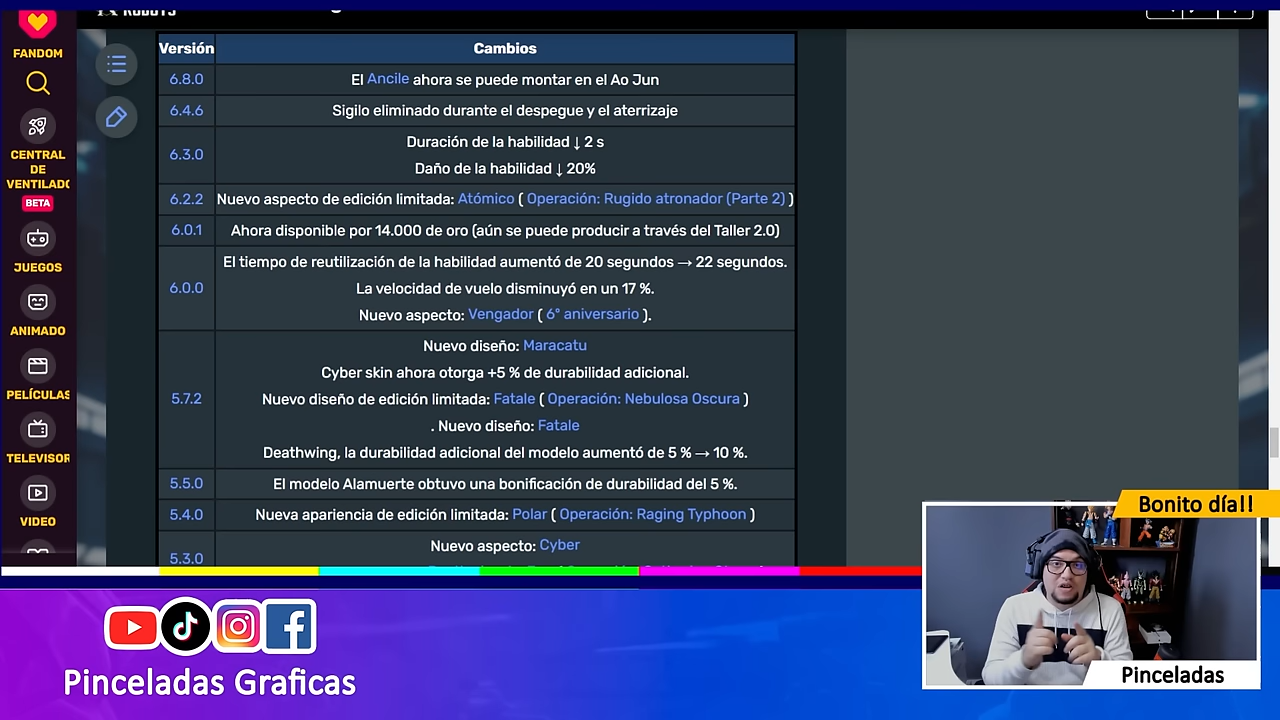 ROBOTS
FANDOM
CENTRAL
DE
VENTILADO
BETA
JUEGOS
ANIMADO
PELÍCULAS
TELEVISOR
VIDEO
Versión Cambios
6.8.0 El Ancile ahora se puede montar en el Ao Jun
6.4.6 Sigilo eliminado durante el despegue y el aterrizaje
6.3.0 Duración de la habilidad ↓ 2 s
Daño de la habilidad ↓ 20%
6.2.2 Nuevo aspecto de edición limitada: Atómico ( Operación: Rugido atronador (Parte 2) )
6.0.1 Ahora disponible por 14.000 de oro (aún se puede producir a través del Taller 2.0)
6.0.0 El tiempo de reutilización de la habilidad aumentó de 20 segundos → 22 segundos.
La velocidad de vuelo disminuyó en un 17 %.
Nuevo aspecto: Vengador ( 6º aniversario ).
5.7.2 Nuevo diseño: Maracatu
Cyber skin ahora otorga +5 % de durabilidad adicional.
Nuevo diseño de edición limitada: Fatale ( Operación: Nebulosa Oscura )
. Nuevo diseño: Fatale
Deathwing, la durabilidad adicional del modelo aumentó de 5 % → 10 %.
5.5.0 El modelo Alamuerte obtuvo una bonificación de durabilidad del 5 %.
5.4.0 Nueva apariencia de edición limitada: Polar ( Operación: Raging Typhoon )
5.3.0 Nuevo aspecto: Cyber
Bonito día!!
Pinceladas
Pinceladas Graficas